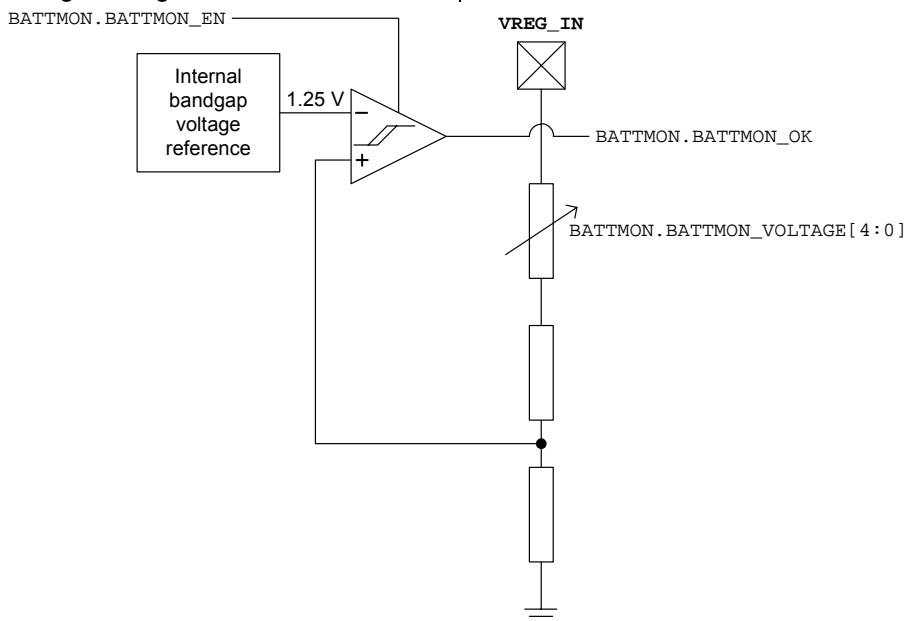 BATTMON.BATTMON_EN
VREG_IN
Internal
bandgap
voltage
reference
1.25 V
−
+
BATTMON.BATTMON_OK
BATTMON.BATTMON_VOLTAGE[4:0]